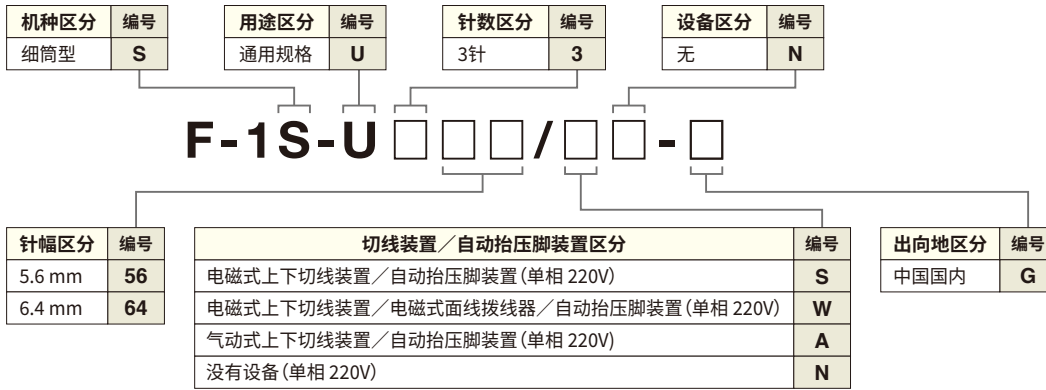 机种区分 编号
细筒型 S
用途区分 编号
通用规格 U
针数区分 编号
3针 3
设备区分 编号
无 N
F-1S-U□□□/□□-□
针幅区分 编号
5.6 mm 56
6.4 mm 64
切线装置／自动抬压脚装置区分 编号
电磁式上下切线装置／自动抬压脚装置(单相 220V) S
电磁式上下切线装置／电磁式面线拨线器／自动抬压脚装置(单相 220V) W
气动式上下切线装置／自动抬压脚装置(单相 220V) A
没有设备(单相 220V) N
出向地区分 编号
中国国内 G